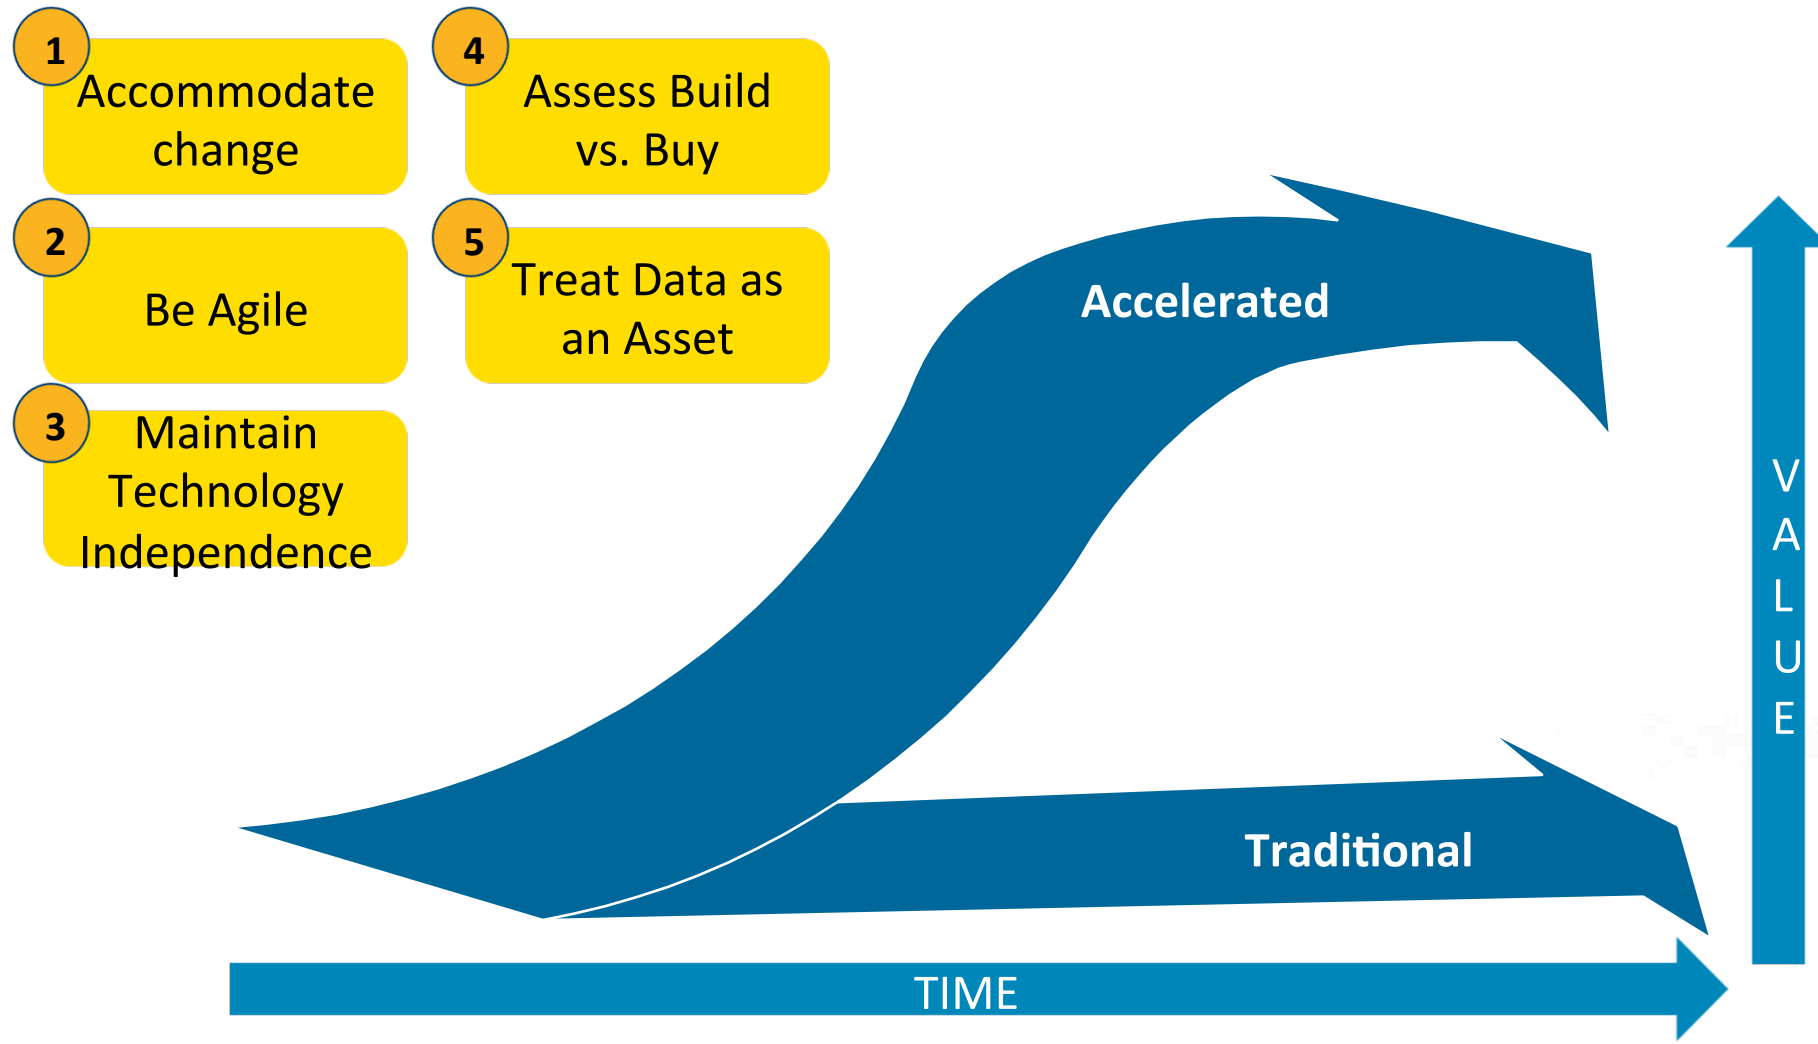 1
Accommodate
change
2
Be Agile
3
Maintain
Technology
Independence
4
Assess Build
vs. Buy
5
Treat Data as
an Asset
Accelerated
Traditional
V
A
L
U
E
TIME